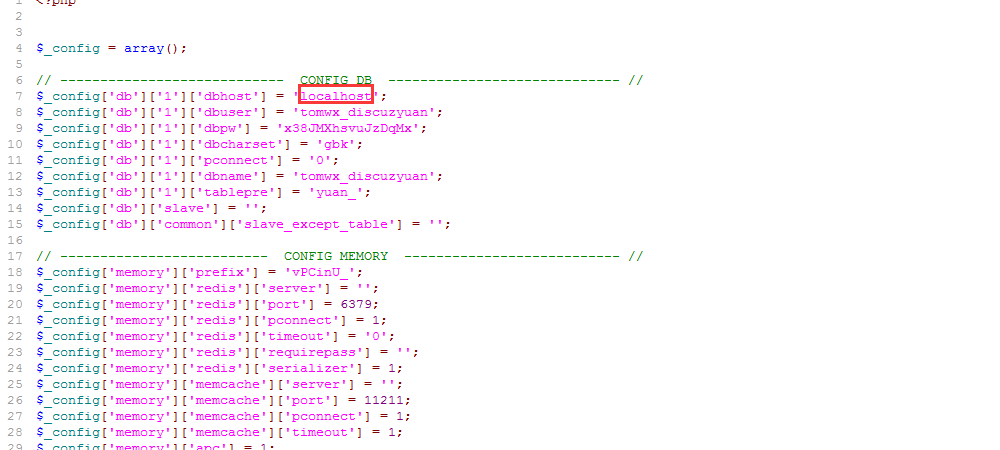 1 <?php
2
3
4 $_config = array();
5
6 // ---------------------------- CONFIG DB ----------------------------- //
7 $_config['db']['1']['dbhost'] = 'localhost';
8 $_config['db']['1']['dbuser'] = 'tomwx_discuzyuan';
9 $_config['db']['1']['dbpw'] = 'x38JMXhsvuJzDqMx';
10 $_config['db']['1']['dbcharset'] = 'gbk';
11 $_config['db']['1']['pconnect'] = '0';
12 $_config['db']['1']['dbname'] = 'tomwx_discuzyuan';
13 $_config['db']['1']['tablepre'] = 'yuan_';
14 $_config['db']['slave'] = '';
15 $_config['db']['common']['slave_except_table'] = '';
16
17 // -------------------------- CONFIG MEMORY --------------------------- //
18 $_config['memory']['prefix'] = 'vPCinU_';
19 $_config['memory']['redis']['server'] = '';
20 $_config['memory']['redis']['port'] = 6379;
21 $_config['memory']['redis']['pconnect'] = 1;
22 $_config['memory']['redis']['timeout'] = '0';
23 $_config['memory']['redis']['requirepass'] = '';
24 $_config['memory']['redis']['serializer'] = 1;
25 $_config['memory']['memcache']['server'] = '';
26 $_config['memory']['memcache']['port'] = 11211;
27 $_config['memory']['memcache']['pconnect'] = 1;
28 $_config['memory']['memcache']['timeout'] = 1;
29 $_config['memory']['apc'] = 1;